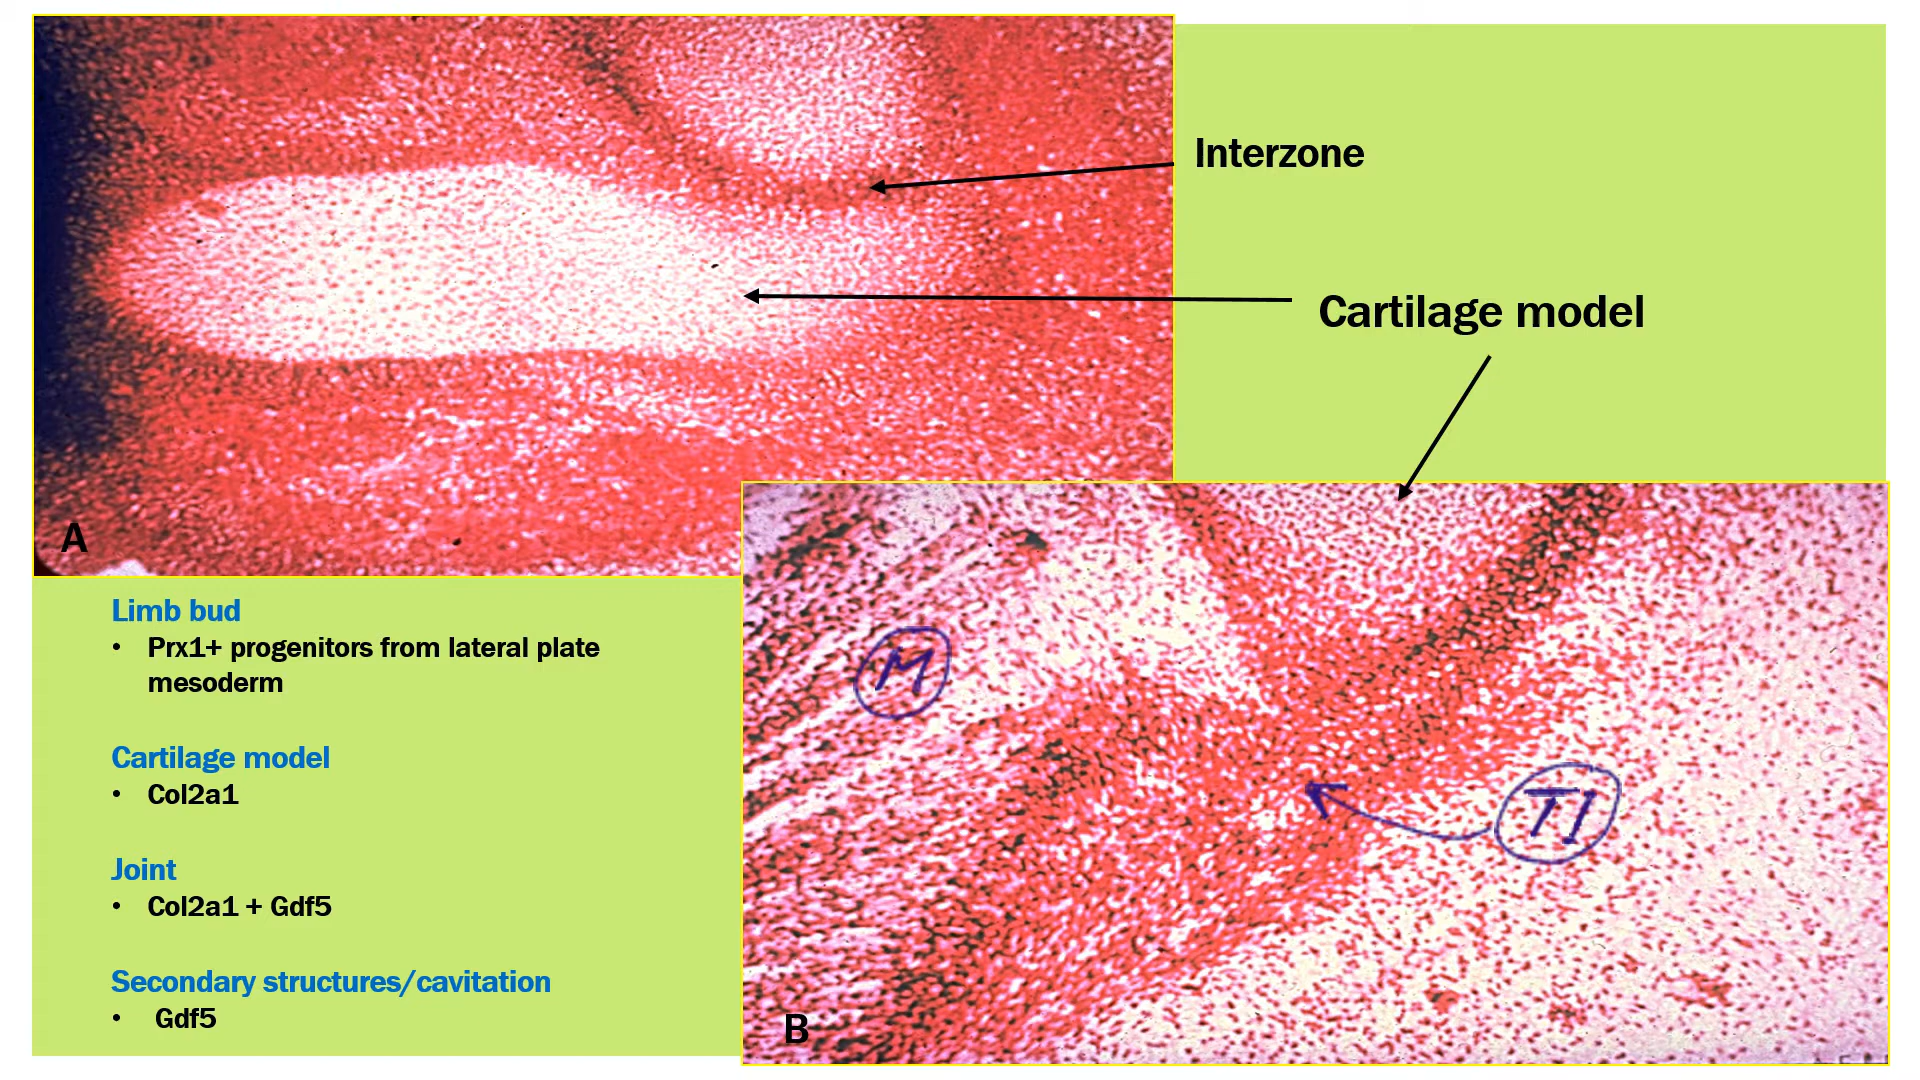 Interzone
Cartilage model
A
Limb bud
• Prx1+ progenitors from lateral plate
mesoderm
Cartilage model
• Col2a1
Joint
• Col2a1 + Gdf5
Secondary structures/cavitation
• Gdf5
M
TI
B